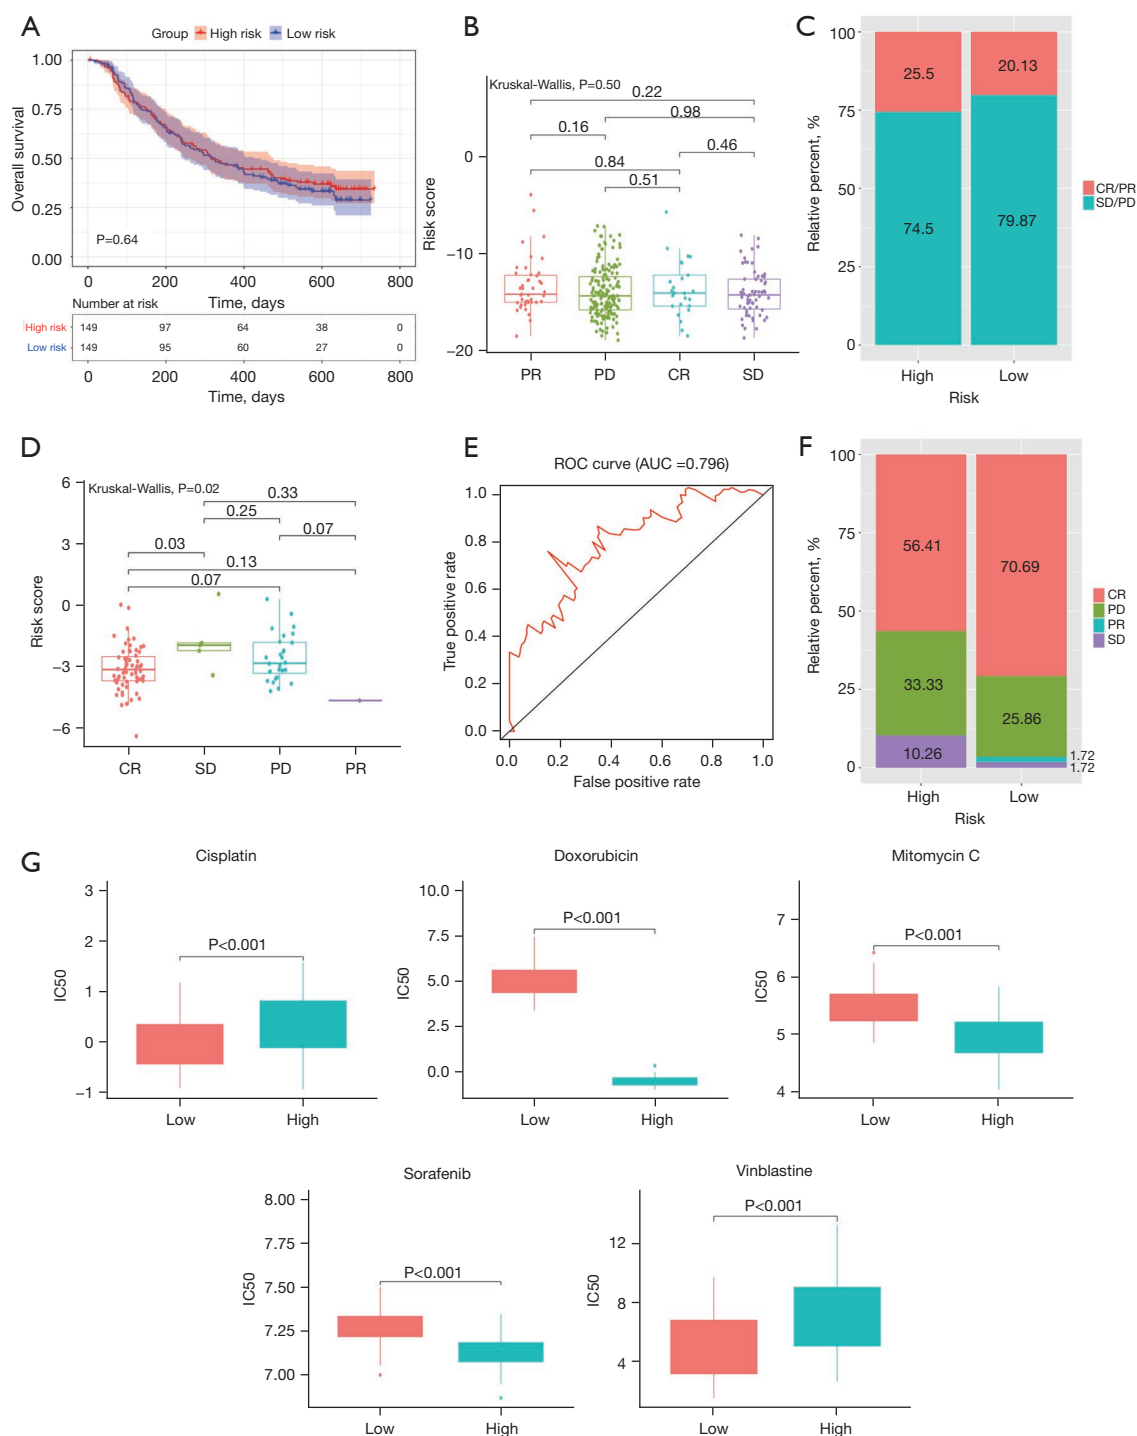 A
Group High risk Low risk
Overall survival
1.00
0.75
0.50
0.25
0.00
P=0.64
0 200 400 600 800
Time, days
Number at risk
High risk 149 97 64 38 0
Low risk 149 95 60 27 0
0 200 400 600 800
Time, days
B
Kruskal-Wallis, P=0.50
0.22
0.98
0.16
0.46
0.84
0.51
Risk score
0
−10
−20
PR PD CR SD
C
Relative percent, %
100
75
50
25
0
25.5 20.13
74.5 79.87
High Low
Risk
CR/PR
SD/PD
D
Kruskal-Wallis, P=0.02
0.33
0.25
0.07
0.03
0.13
0.07
Risk score
6
3
0
−3
−6
CR SD PD PR
E
ROC curve (AUC =0.796)
True positive rate
1.0
0.8
0.6
0.4
0.2
0.0
0.0 0.2 0.4 0.6 0.8 1.0
False positive rate
F
Relative percent, %
100
75
50
25
0
56.41 70.69
33.33 25.86
10.26 1.72
1.72
High Low
Risk
CR
PD
PR
SD
G
Cisplatin
IC50
3
2
1
0
−1
P<0.001
Low High
Doxorubicin
IC50
10.0
7.5
5.0
2.5
0.0
P<0.001
Low High
Mitomycin C
IC50
7
6
5
4
P<0.001
Low High
Sorafenib
IC50
8.00
7.50
7.25
7.00
P<0.001
Low High
Vinblastine
IC50
12
8
4
P<0.001
Low High